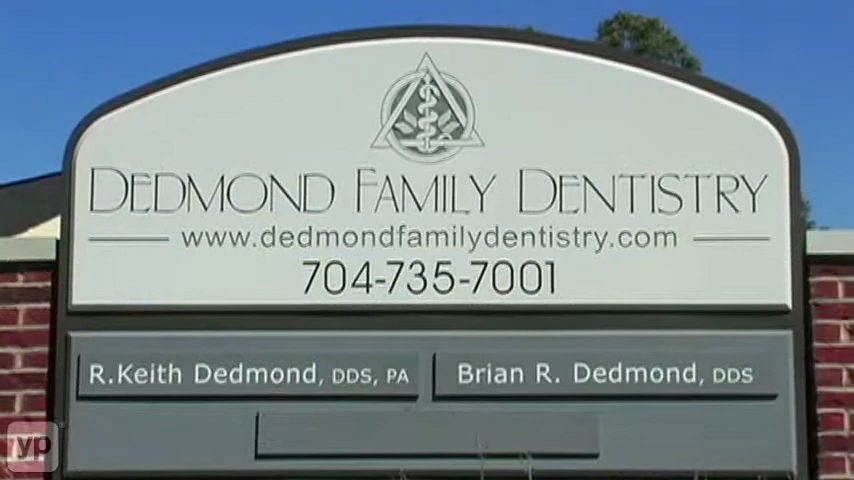 DEDMOND FAMILY DENTISTRY
www.dedmondfamilydentistry.com
704-735-7001
R.Keith Dedmond, DDS, PA
Brian R. Dedmond, DDS
yp